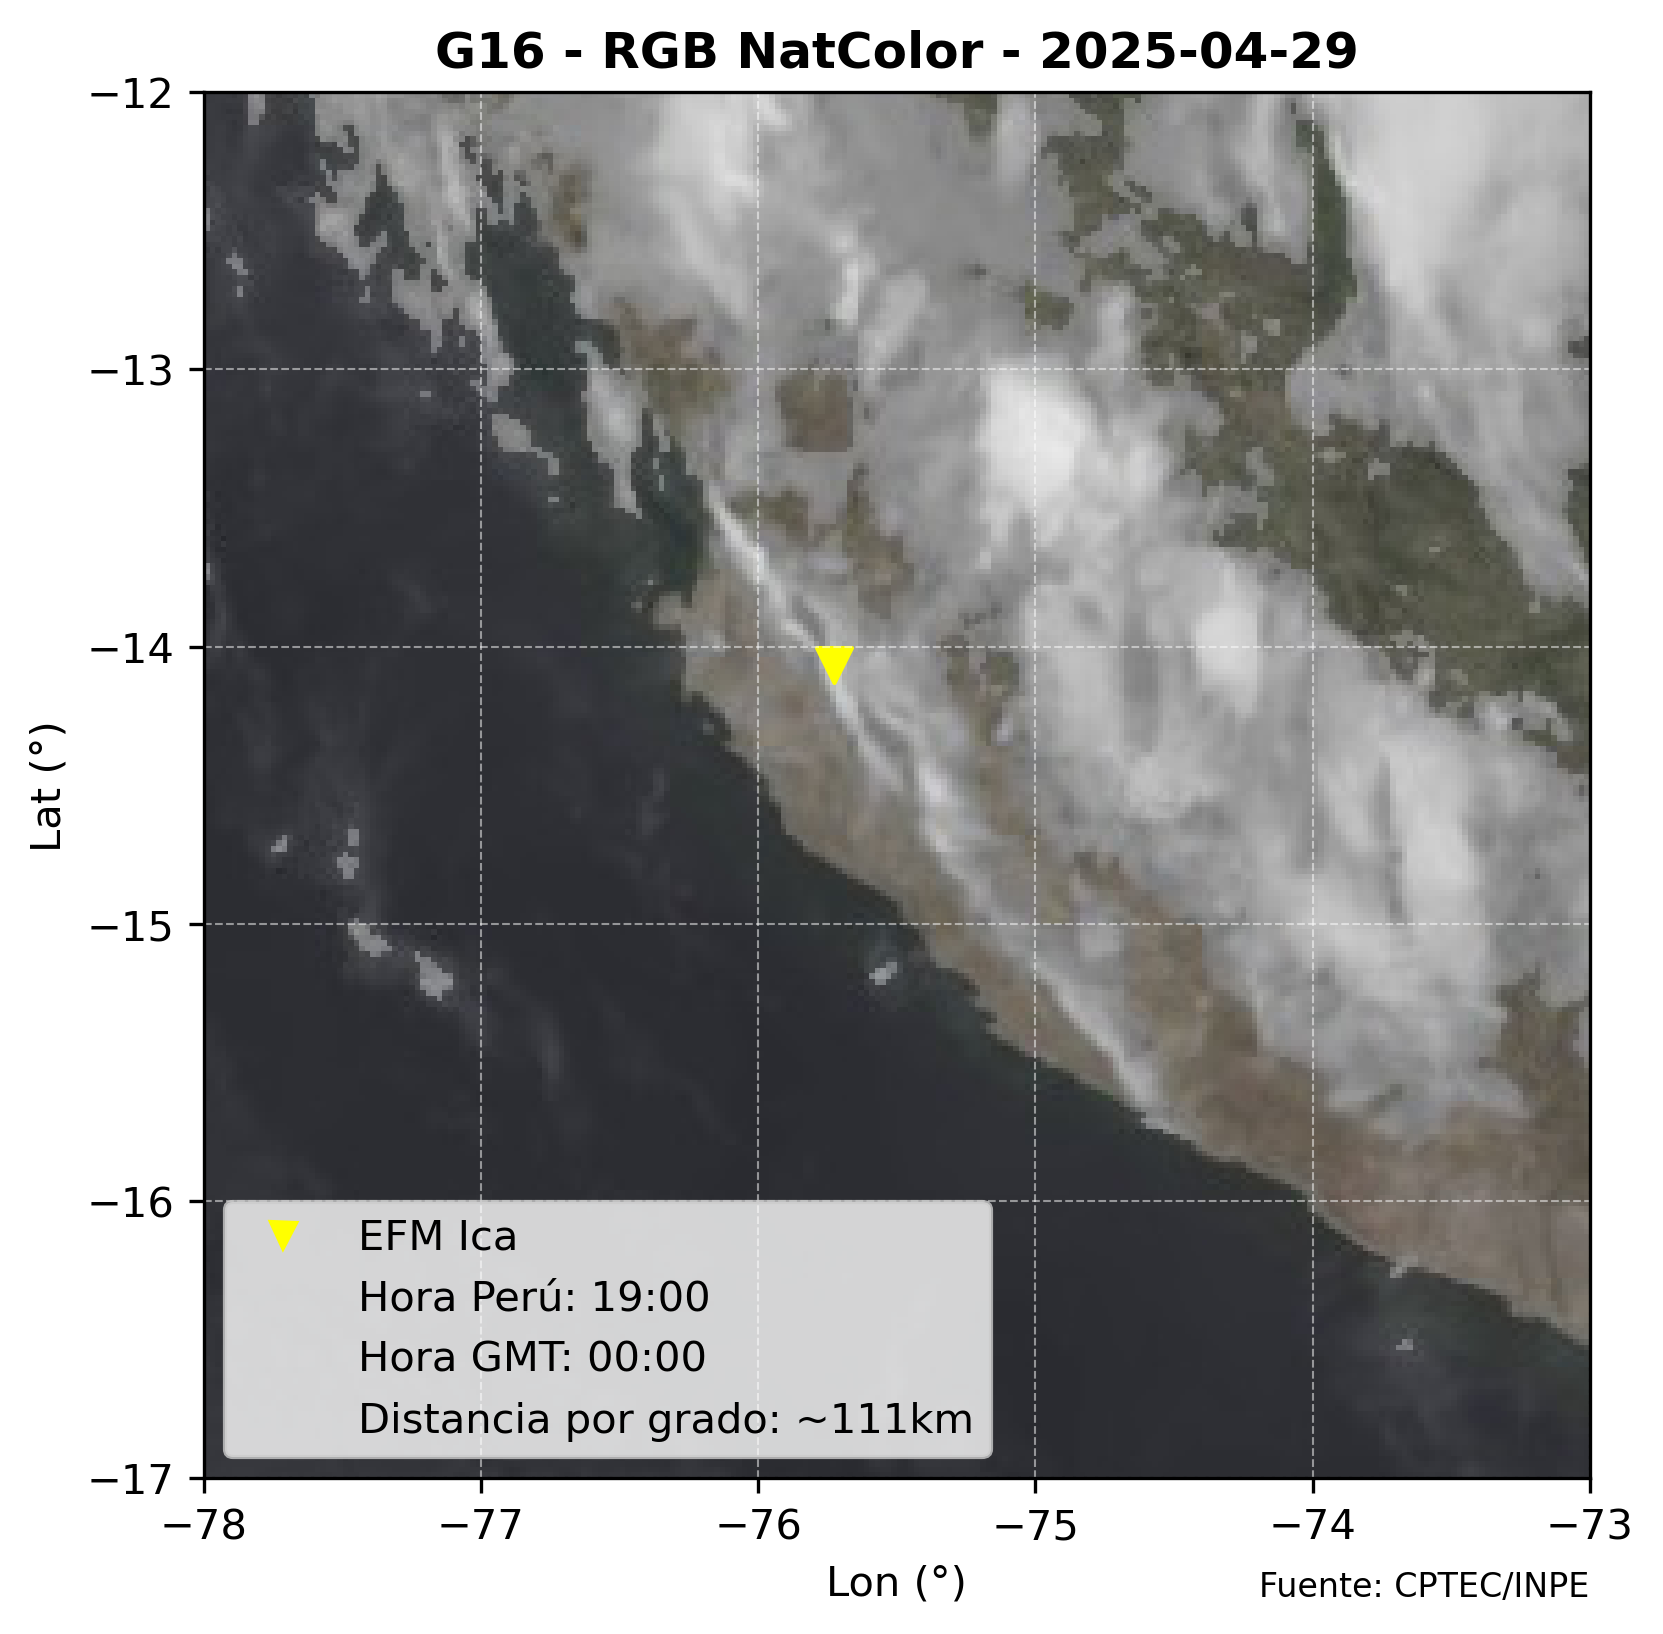 G16 - RGB NatColor - 2025-04-29
−12
−13
−14
−15
−16
−17
Lat (°)
EFM Ica
Hora Perú: 19:00
Hora GMT: 00:00
Distancia por grado: ~111km
−78
−77
−76
−75
−74
−73
Lon (°)
Fuente: CPTEC/INPE